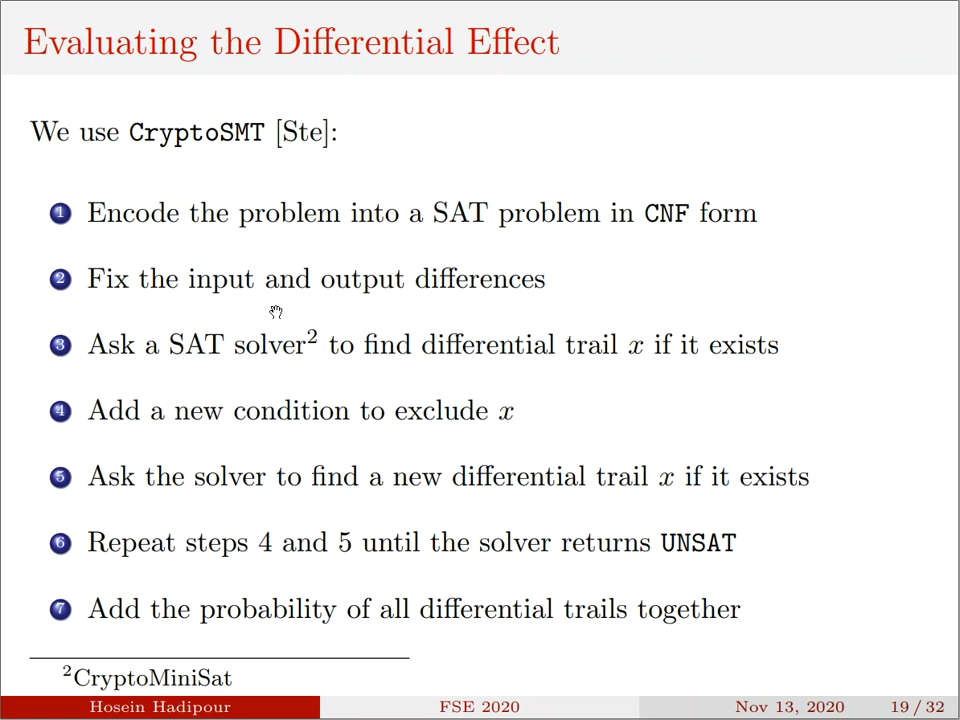 Evaluating the Differential Effect
We use CryptoSMT [Ste]:
1 Encode the problem into a SAT problem in CNF form
2 Fix the input and output differences
3 Ask a SAT solver² to find differential trail x if it exists
4 Add a new condition to exclude x
5 Ask the solver to find a new differential trail x if it exists
6 Repeat steps 4 and 5 until the solver returns UNSAT
7 Add the probability of all differential trails together
²CryptoMiniSat
Hosein Hadipour FSE 2020 Nov 13, 2020 19 / 32